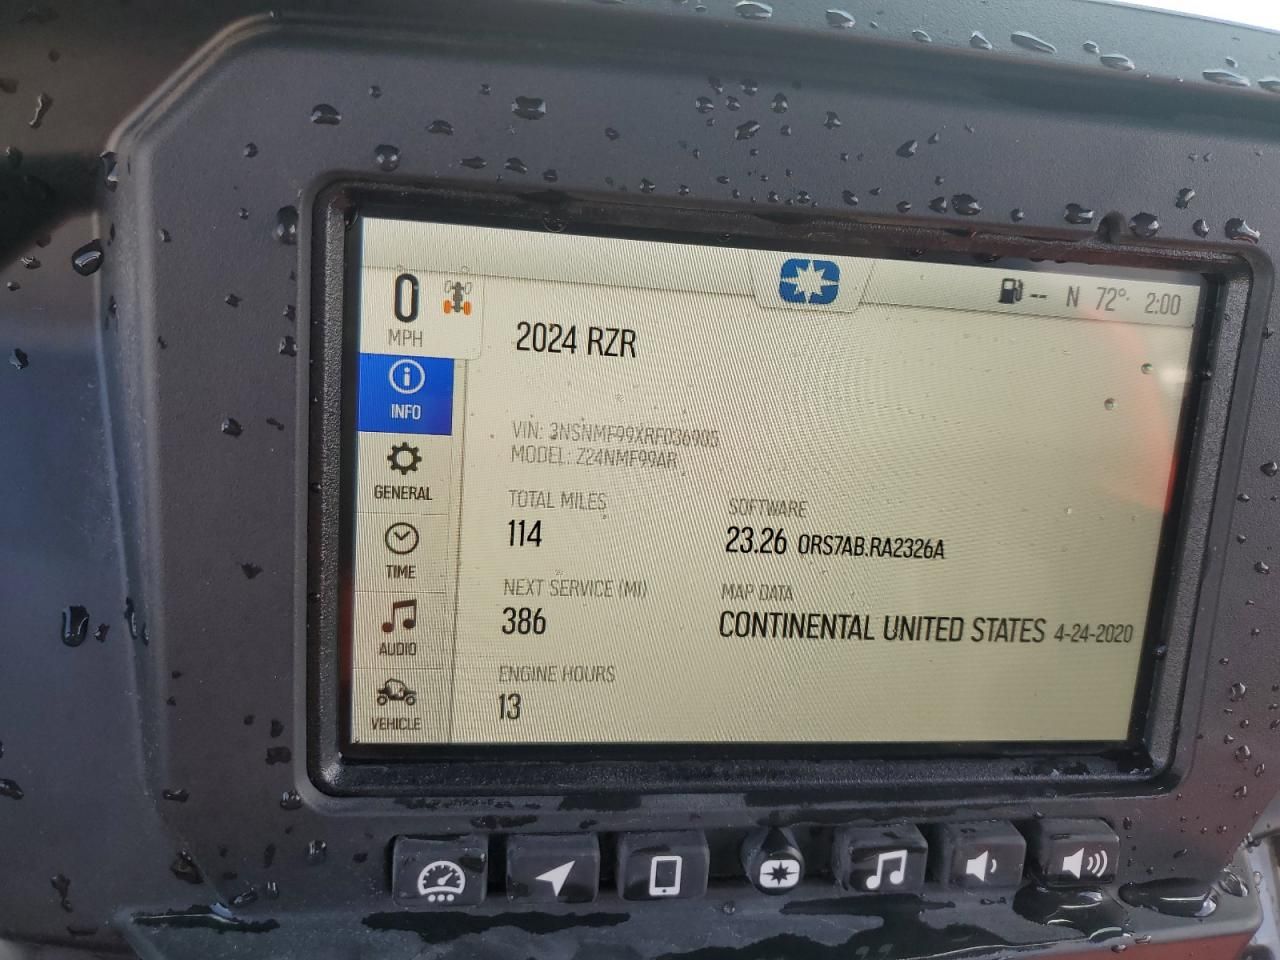 0 MPH
-- N 72° 2:00
2024 RZR
INFO
VIN: 3NSNMF99XRF036985
MODEL: Z24NMF99AR
GENERAL
TOTAL MILES
114
SOFTWARE
23.26 0RS7AB.RA2326A
TIME
NEXT SERVICE (MI)
386
MAP DATA
CONTINENTAL UNITED STATES 4-24-2020
AUDIO
ENGINE HOURS
13
VEHICLE